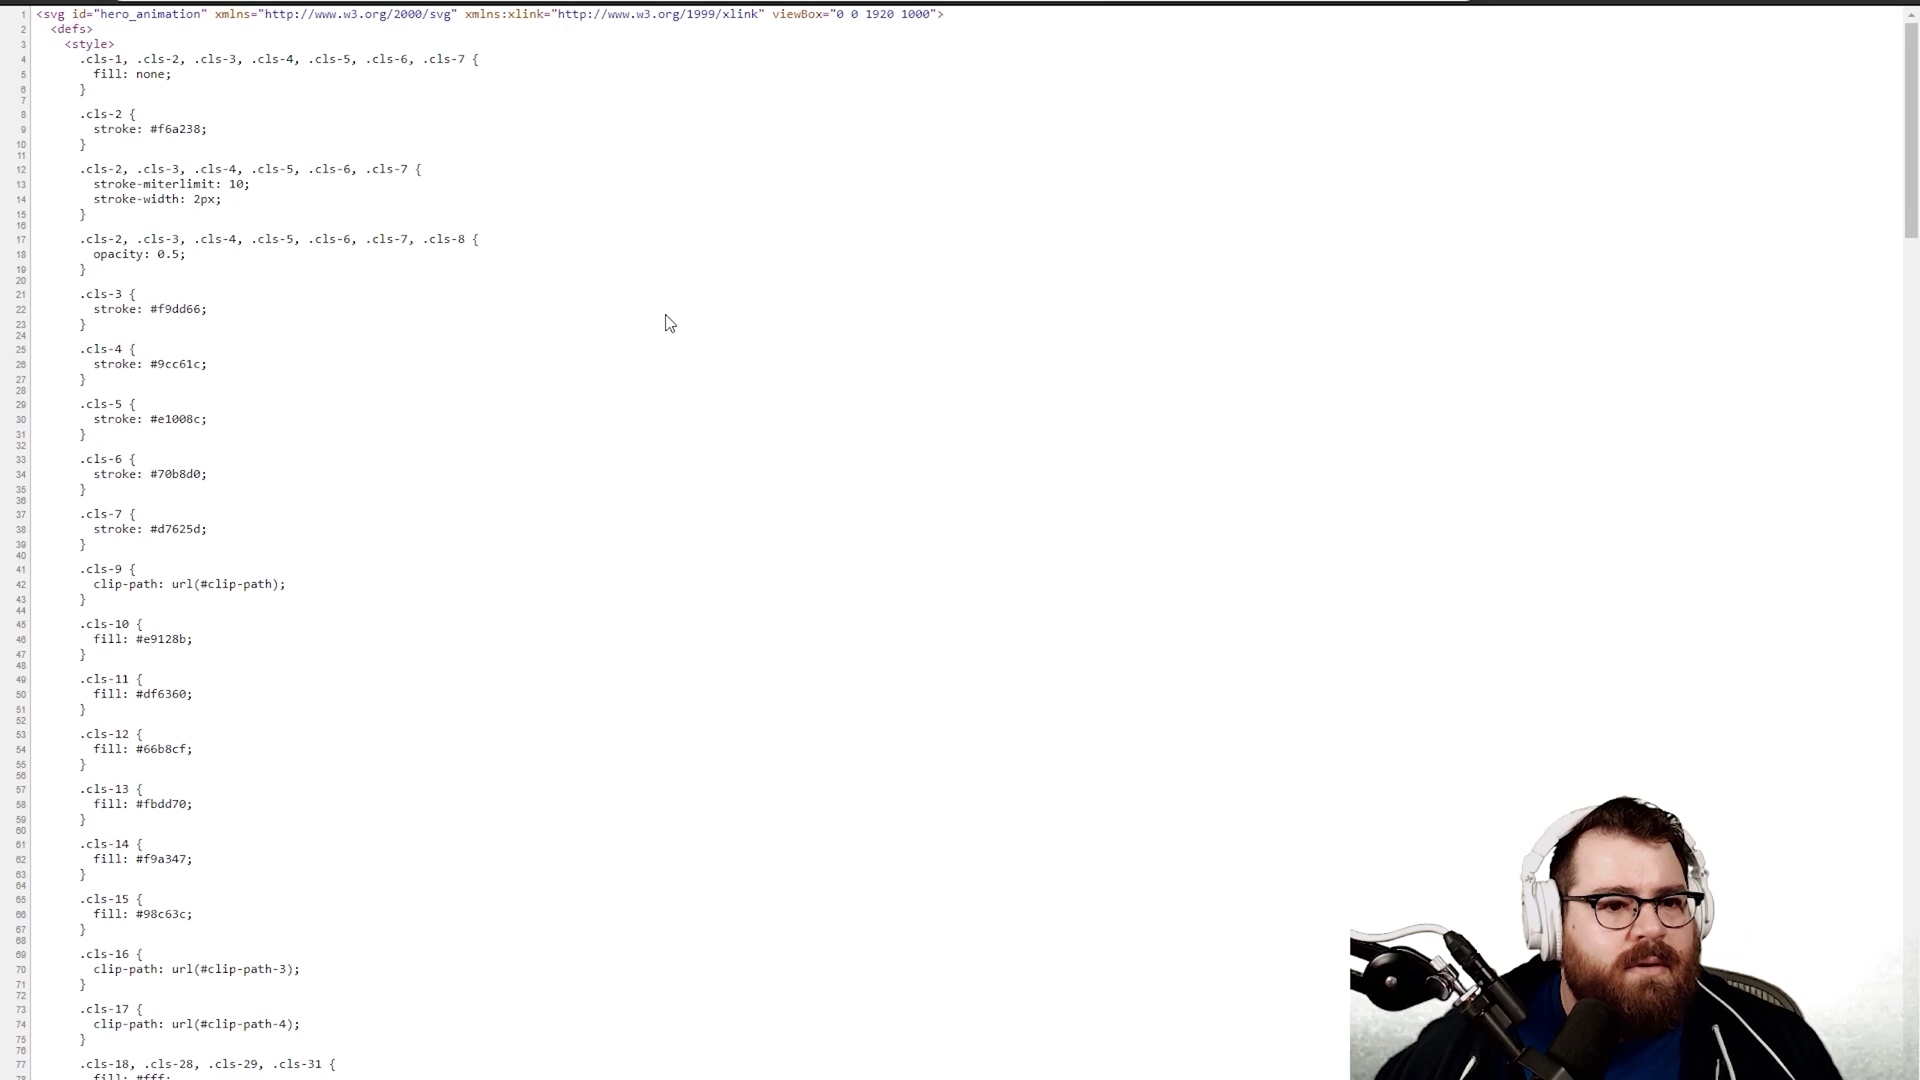 1 <svg id="hero_animation" xmlns="http://www.w3.org/2000/svg" xmlns:xlink="http://www.w3.org/1999/xlink" viewBox="0 0 1920 1000">
2 <defs>
3 <style>
4 .cls-1, .cls-2, .cls-3, .cls-4, .cls-5, .cls-6, .cls-7 {
5 fill: none;
6 }
7
8 .cls-2 {
9 stroke: #f6a238;
10 }
11
12 .cls-2, .cls-3, .cls-4, .cls-5, .cls-6, .cls-7 {
13 stroke-miterlimit: 10;
14 stroke-width: 2px;
15 }
16
17 .cls-2, .cls-3, .cls-4, .cls-5, .cls-6, .cls-7, .cls-8 {
18 opacity: 0.5;
19 }
20
21 .cls-3 {
22 stroke: #f9dd66;
23 }
24
25 .cls-4 {
26 stroke: #9cc61c;
27 }
28
29 .cls-5 {
30 stroke: #e1008c;
31 }
32
33 .cls-6 {
34 stroke: #70b8d0;
35 }
36
37 .cls-7 {
38 stroke: #d7625d;
39 }
40
41 .cls-9 {
42 clip-path: url(#clip-path);
43 }
44
45 .cls-10 {
46 fill: #e9128b;
47 }
48
49 .cls-11 {
50 fill: #df6360;
51 }
52
53 .cls-12 {
54 fill: #66b8cf;
55 }
56
57 .cls-13 {
58 fill: #fbdd70;
59 }
60
61 .cls-14 {
62 fill: #f9a347;
63 }
64
65 .cls-15 {
66 fill: #98c63c;
67 }
68
69 .cls-16 {
70 clip-path: url(#clip-path-3);
71 }
72
73 .cls-17 {
74 clip-path: url(#clip-path-4);
75 }
76
77 .cls-18, .cls-28, .cls-29, .cls-31 {
78 fill: #fff;